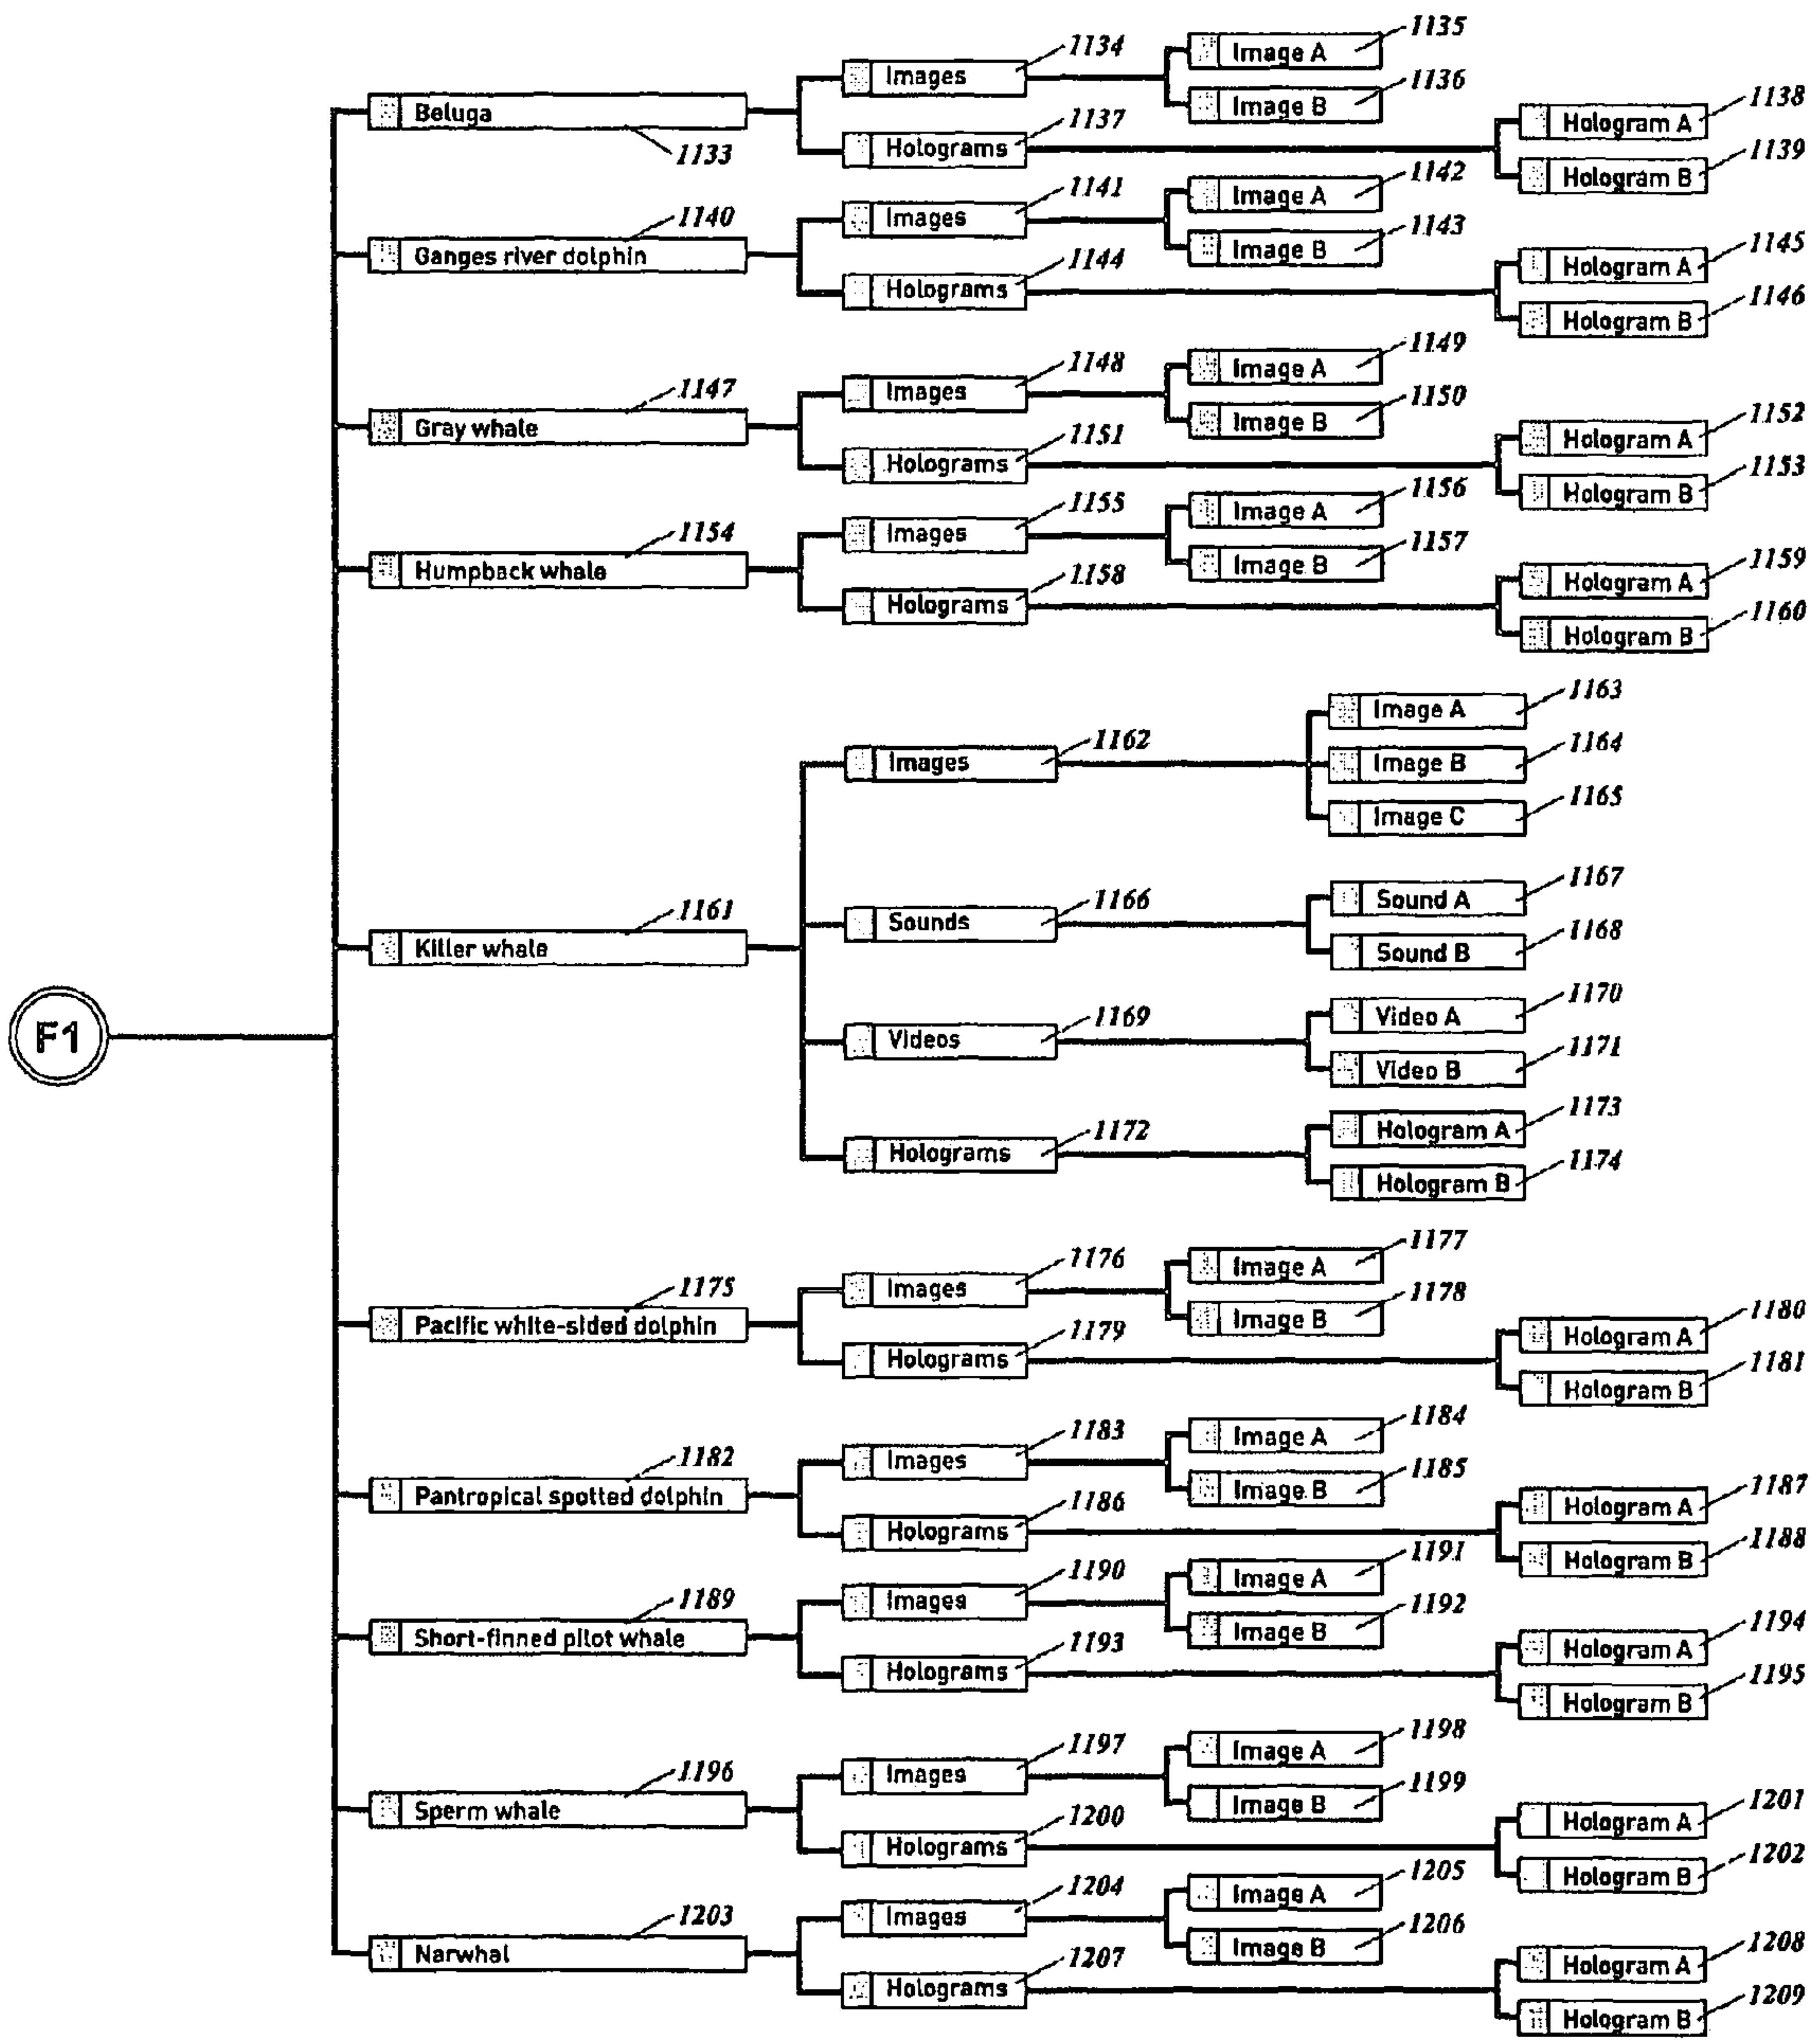 F1
Beluga
1133
Images
1134
Image A
1135
Image B
1136
Holograms
1137
Hologram A
1138
Hologram B
1139
Ganges river dolphin
1140
Images
1141
Image A
1142
Image B
1143
Holograms
1144
Hologram A
1145
Hologram B
1146
Gray whale
1147
Images
1148
Image A
1149
Image B
1150
Holograms
1151
Hologram A
1152
Hologram B
1153
Humpback whale
1154
Images
1155
Image A
1156
Image B
1157
Holograms
1158
Hologram A
1159
Hologram B
1160
Killer whale
1161
Images
1162
Image A
1163
Image B
1164
Image C
1165
Sounds
1166
Sound A
1167
Sound B
1168
Videos
1169
Video A
1170
Video B
1171
Holograms
1172
Hologram A
1173
Hologram B
1174
Pacific white-sided dolphin
1175
Images
1176
Image A
1177
Image B
1178
Holograms
1179
Hologram A
1180
Hologram B
1181
Pantropical spotted dolphin
1182
Images
1183
Image A
1184
Image B
1185
Holograms
1186
Hologram A
1187
Hologram B
1188
Short-finned pilot whale
1189
Images
1190
Image A
1191
Image B
1192
Holograms
1193
Hologram A
1194
Hologram B
1195
Sperm whale
1196
Images
1197
Image A
1198
Image B
1199
Holograms
1200
Hologram A
1201
Hologram B
1202
Narwhal
1203
Images
1204
Image A
1205
Image B
1206
Holograms
1207
Hologram A
1208
Hologram B
1209